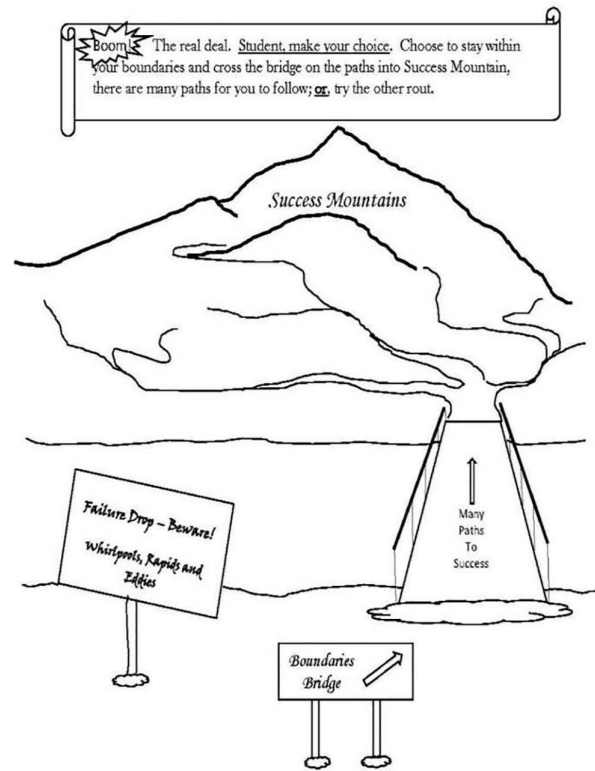 Boom! The real deal. Student, make your choice. Choose to stay within
your boundaries and cross the bridge on the paths into Success Mountain,
there are many paths for you to follow; or, try the other rout.
Success Mountains
Failure Drop – Beware!
Whirlpools, Rapids and
Eddies
Many
Paths
To
Success
Boundaries
Bridge